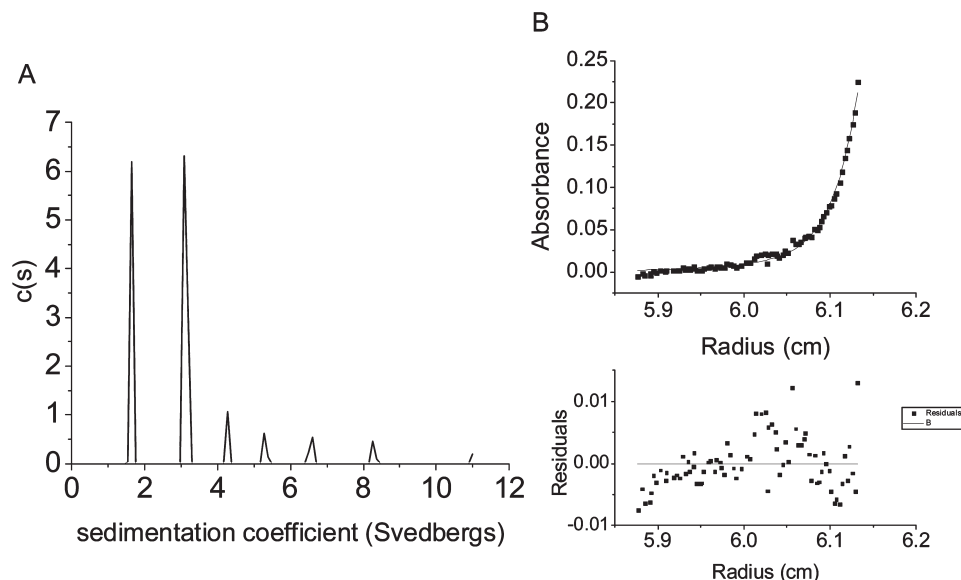 A
7
6
5
4
3
2
1
0
c(s)
0 2 4 6 8 10 12
sedimentation coefficient (Svedbergs)
B
0.25
0.20
0.15
0.10
0.05
0.00
Absorbance
5.9 6.0 6.1 6.2
Radius (cm)
0.01
0.00
-0.01
Residuals
Residuals
B
5.9 6.0 6.1 6.2
Radius (cm)